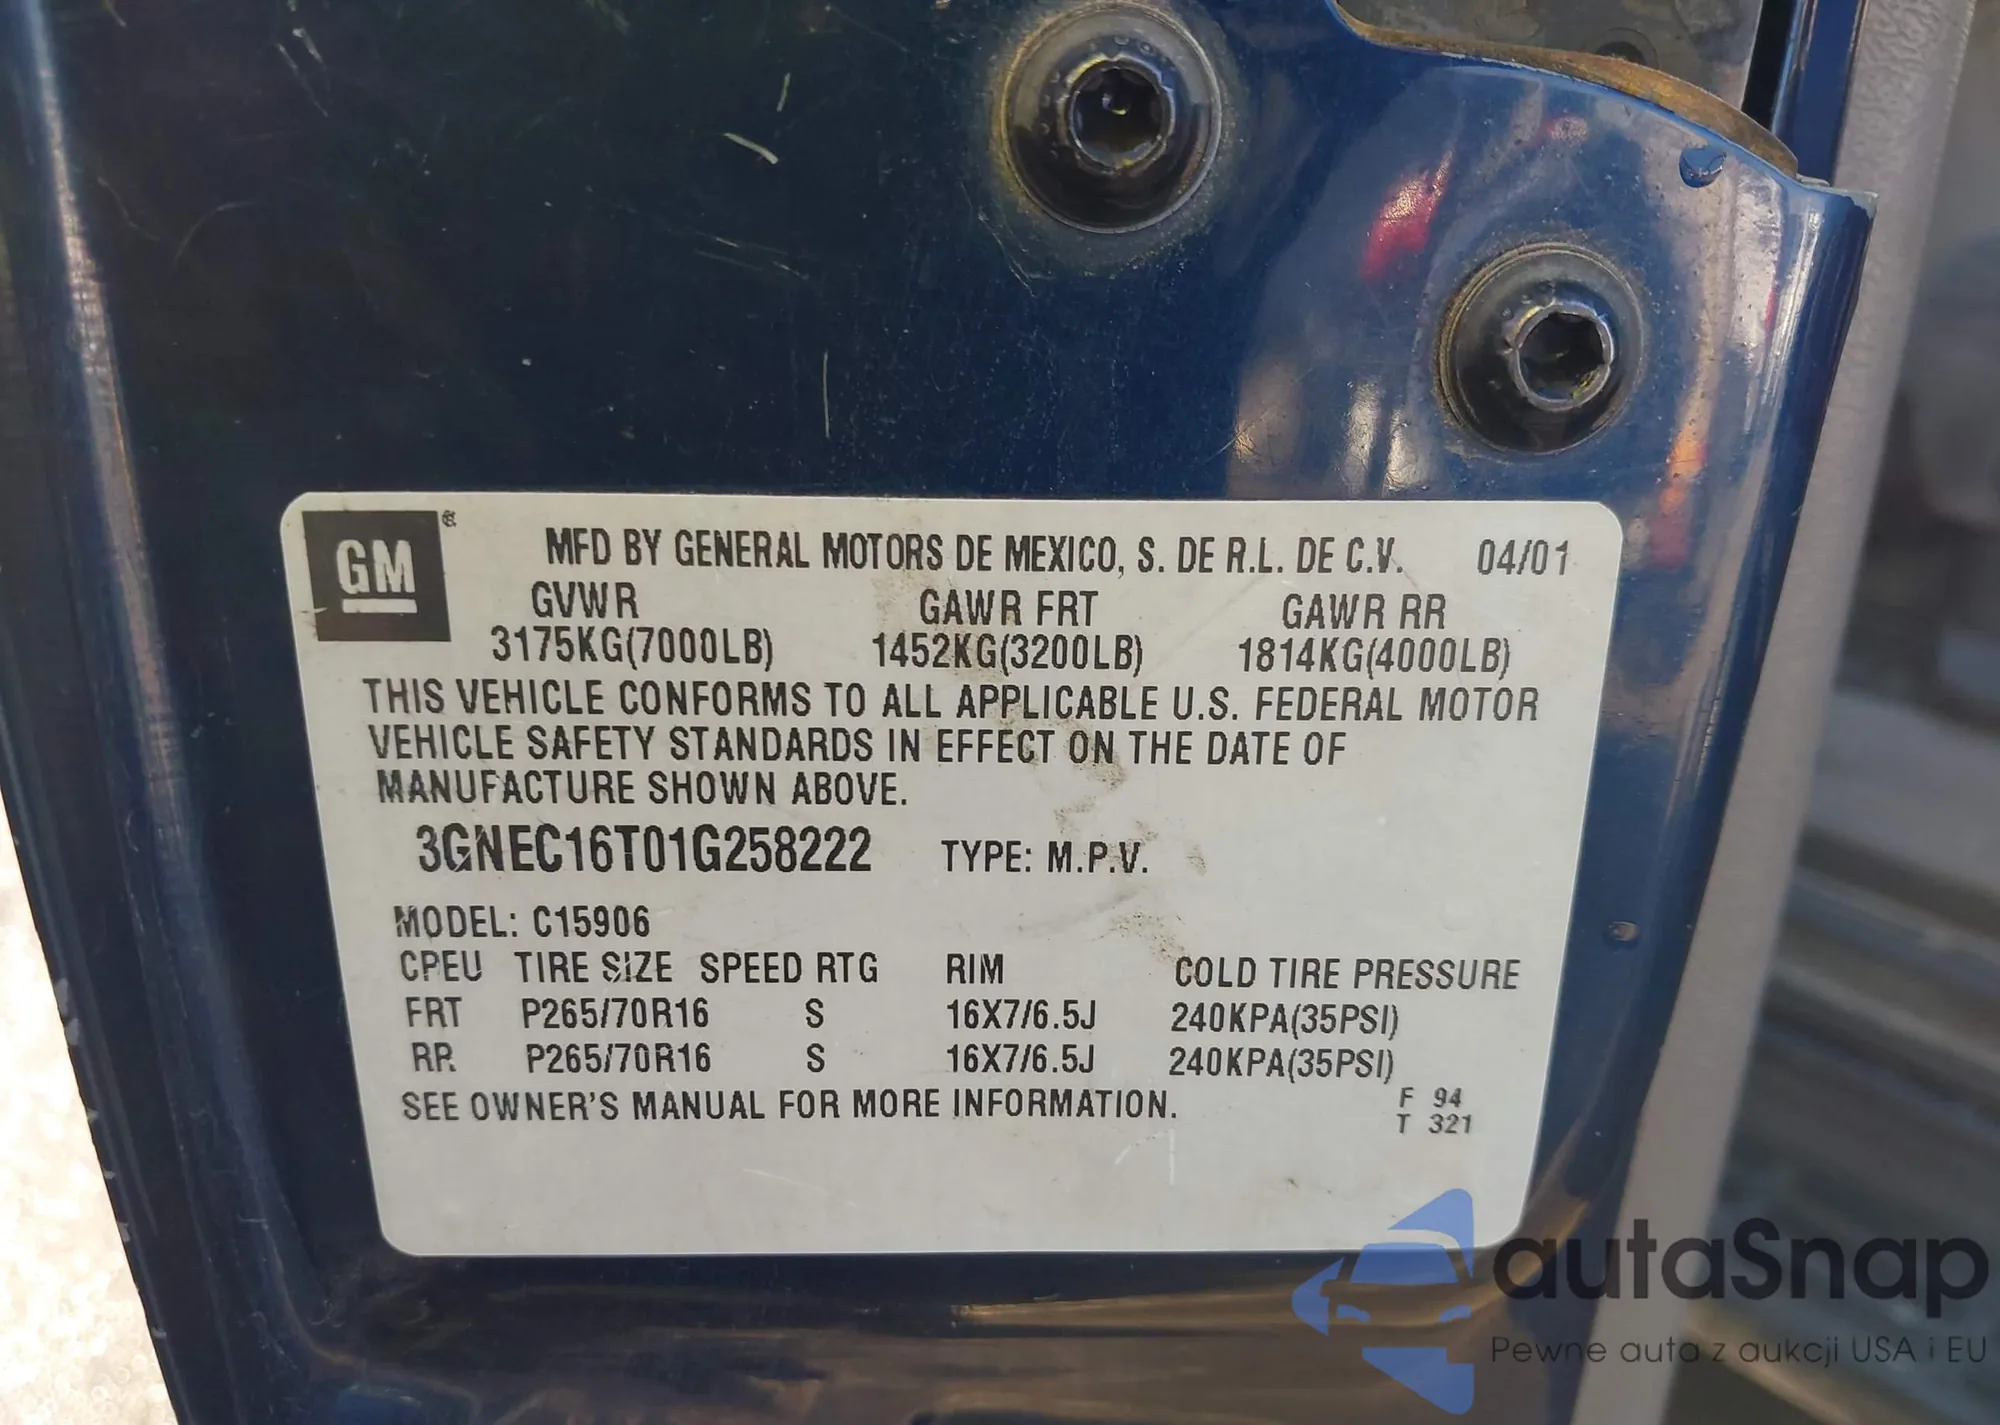 GM
MFD BY GENERAL MOTORS DE MEXICO, S. DE R.L. DE C.V. 04/01
GVWR GAWR FRT GAWR RR
3175KG(7000LB) 1452KG(3200LB) 1814KG(4000LB)
THIS VEHICLE CONFORMS TO ALL APPLICABLE U.S. FEDERAL MOTOR
VEHICLE SAFETY STANDARDS IN EFFECT ON THE DATE OF
MANUFACTURE SHOWN ABOVE.
3GNEC16T01G258222 TYPE: M.P.V.
MODEL: C15906
CPEU TIRE SIZE SPEED RTG RIM COLD TIRE PRESSURE
FRT P265/70R16 S 16X7/6.5J 240KPA(35PSI)
RR P265/70R16 S 16X7/6.5J 240KPA(35PSI)
SEE OWNER'S MANUAL FOR MORE INFORMATION. F 94
T 321
autaSnap
Pewne auta z aukcji USA i EU